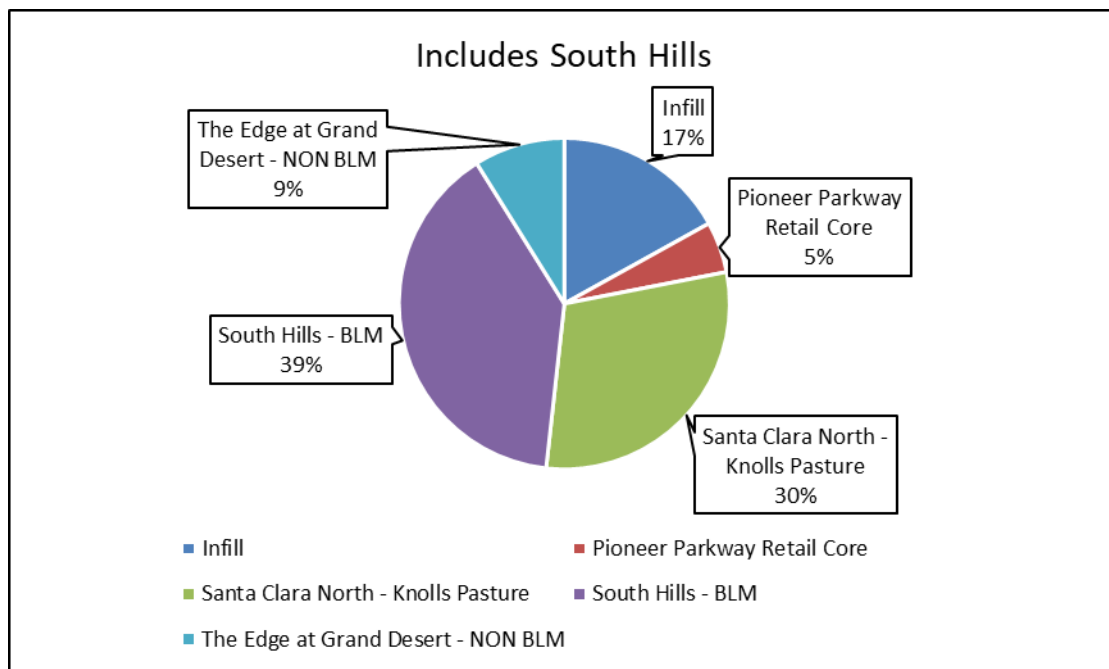 Includes South Hills
The Edge at Grand
Desert - NON BLM
9%
Infill
17%
Pioneer Parkway
Retail Core
5%
South Hills - BLM
39%
Santa Clara North -
Knolls Pasture
30%
Infill
Pioneer Parkway Retail Core
Santa Clara North - Knolls Pasture
South Hills - BLM
The Edge at Grand Desert - NON BLM